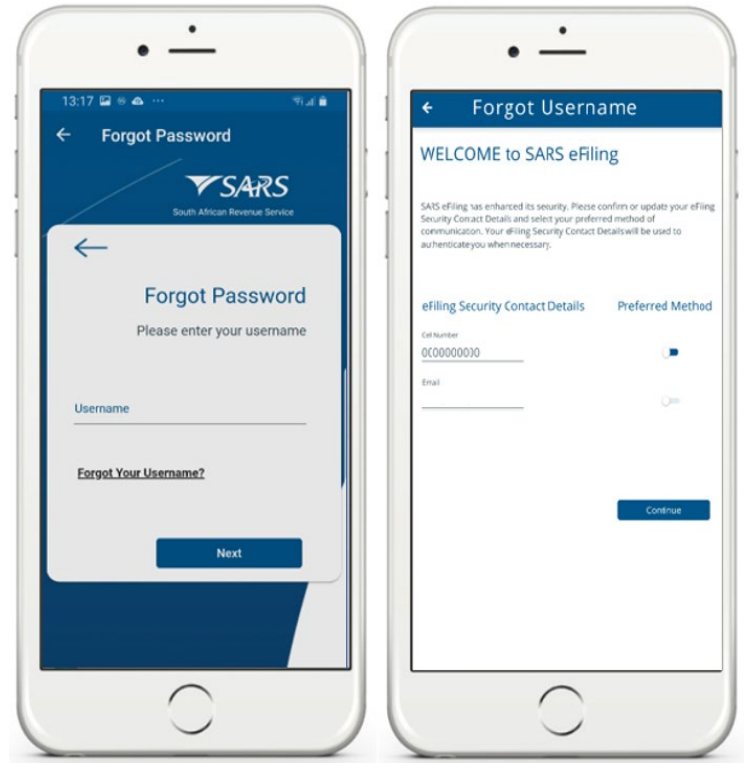 13:17
Forgot Password
SARS
South African Revenue Service
Forgot Password
Please enter your username
Username
Forgot Your Username?
Next
Forgot Username
WELCOME to SARS eFiling
SARS eFiling has enhanced its security. Please confirm or update your eFiling
Security Contact Details and select your preferred method of
communication. Your eFiling Security Contact Details will be used to
authenticate you when necessary.
eFiling Security Contact Details Preferred Method
Cell Number
0000000000
Email
Continue